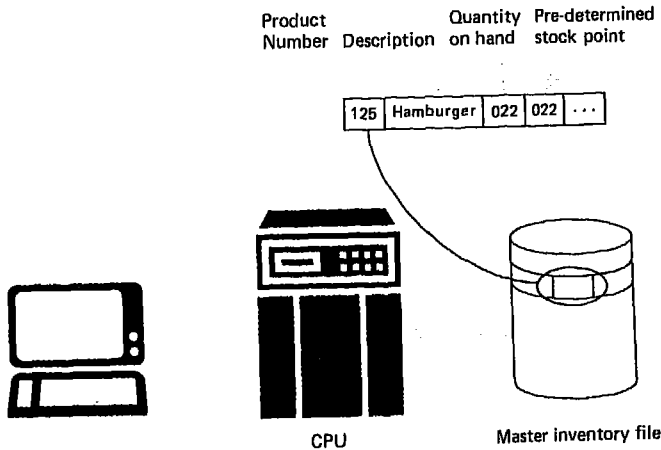 Product Number
Description
Quantity on hand
Pre-determined stock point
125 Hamburger 022 022 ...
CPU
Master inventory file